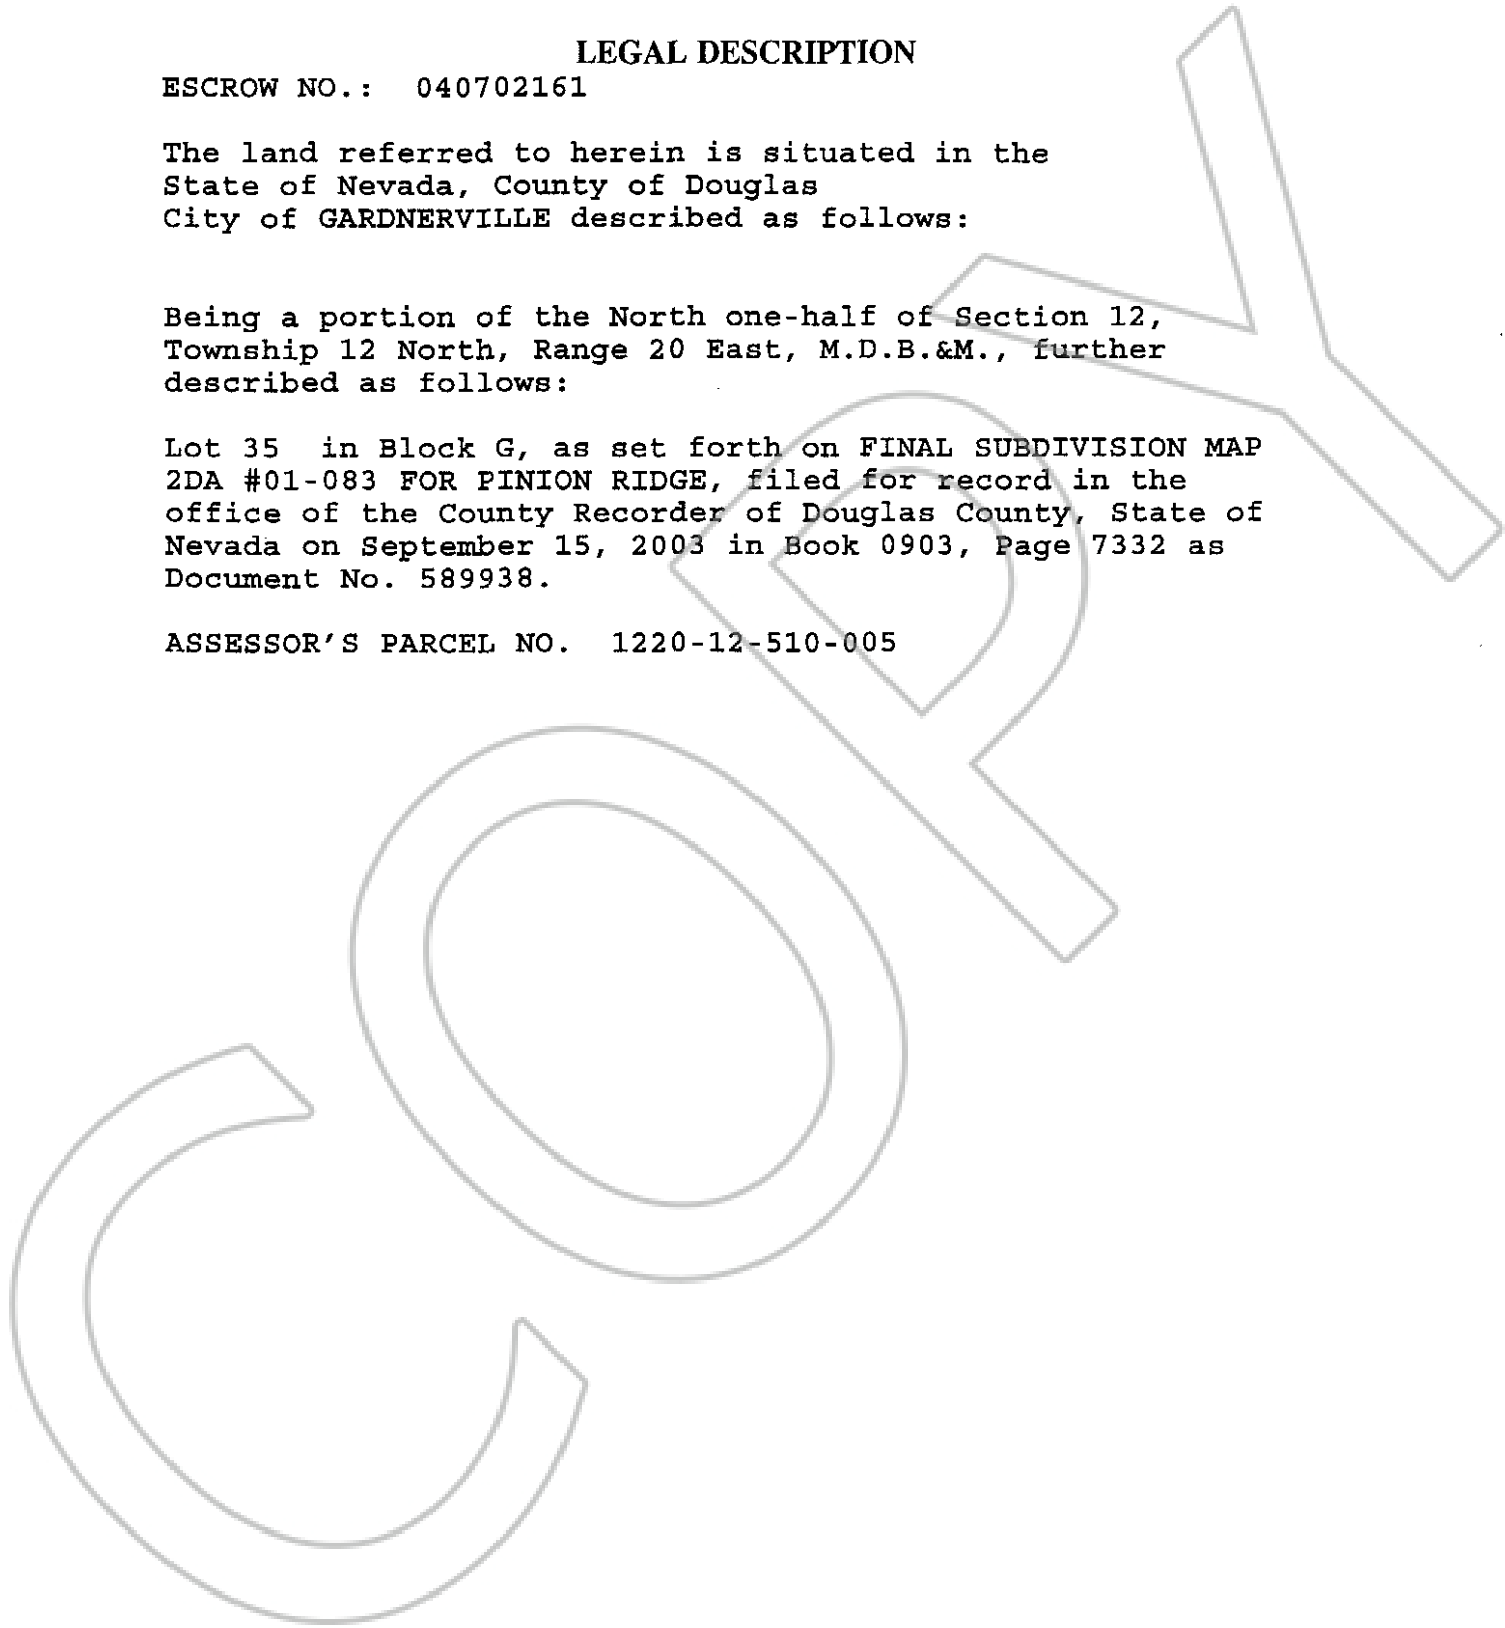 LEGAL DESCRIPTION
ESCROW NO.: 040702161
The land referred to herein is situated in the
State of Nevada, County of Douglas
City of GARDNERVILLE described as follows:
Being a portion of the North one-half of Section 12,
Township 12 North, Range 20 East, M.D.B.&M., further
described as follows:
Lot 35 in Block G, as set forth on FINAL SUBDIVISION MAP
2DA #01-083 FOR PINION RIDGE, filed for record in the
office of the County Recorder of Douglas County, State of
Nevada on September 15, 2003 in Book 0903, Page 7332 as
Document No. 589938.
ASSESSOR'S PARCEL NO. 1220-12-510-005
COPY